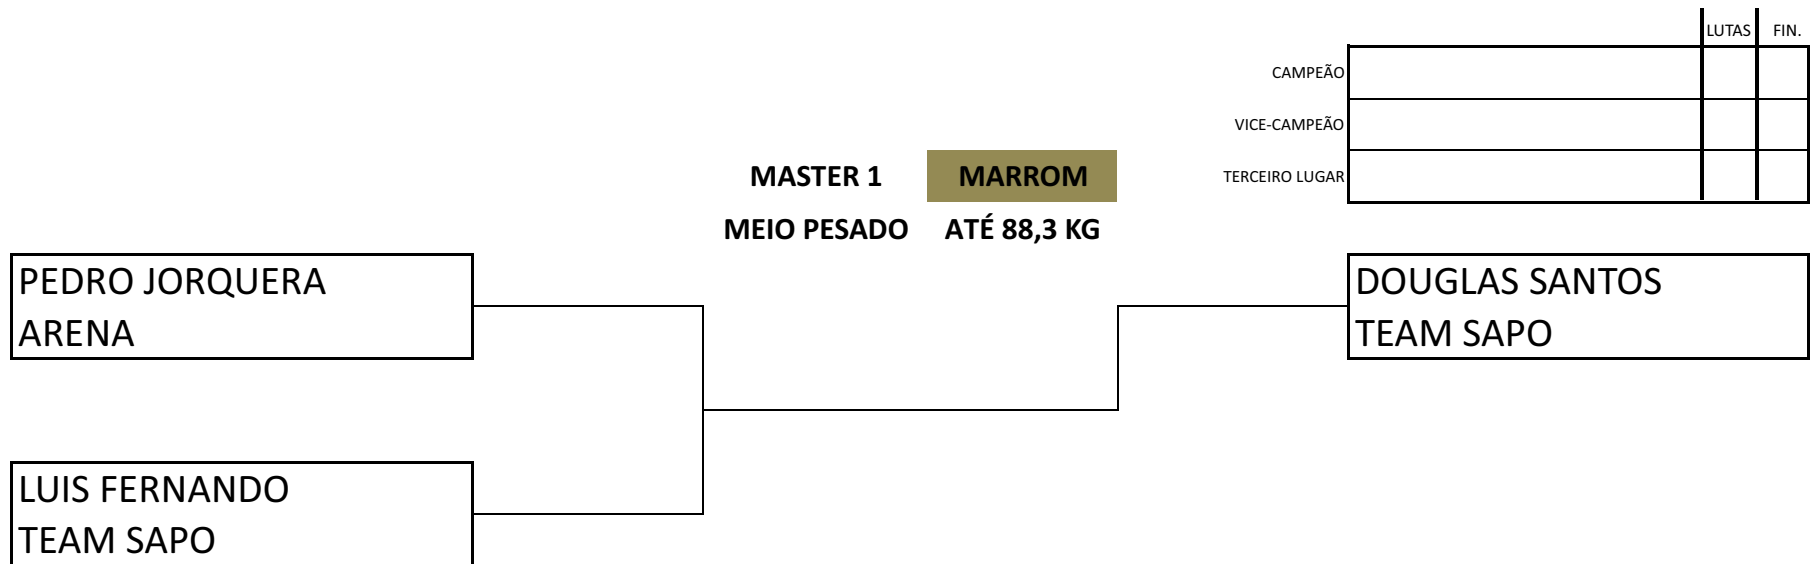 LUTAS FIN.
CAMPEÃO
VICE-CAMPEÃO
MASTER 1 MARROM TERCEIRO LUGAR
MEIO PESADO ATÉ 88,3 KG
PEDRO JORQUERA
ARENA
DOUGLAS SANTOS
TEAM SAPO
LUIS FERNANDO
TEAM SAPO